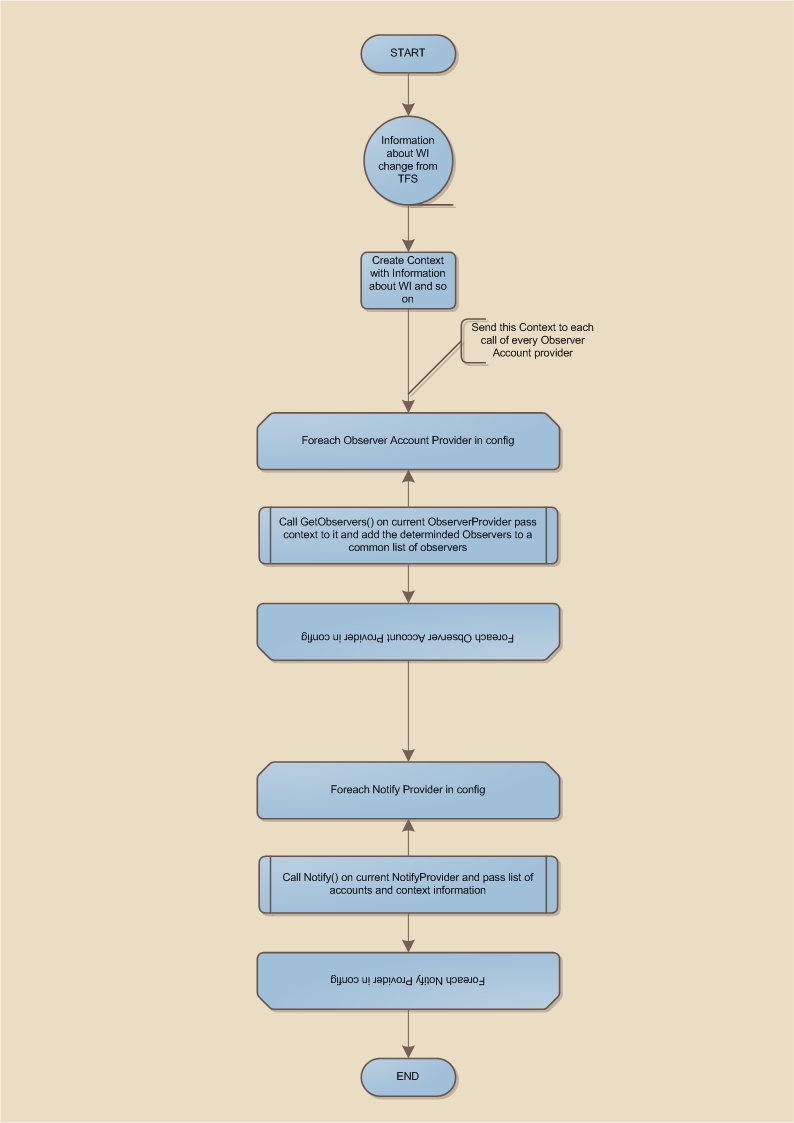 START
Information
about WI
change from
TFS
Create Context
with Information
about WI and so
on
Send this Context to each
call of every Observer
Account provider
Foreach Observer Account Provider in config
Call GetObservers() on current ObserverProvider pass
context to it and add the determinded Observers to a
common list of observers
Foreach Observer Account Provider in config
Foreach Notify Provider in config
Call Notify() on current NotifyProvider and pass list of
accounts and context information
Foreach Notify Provider in config
END